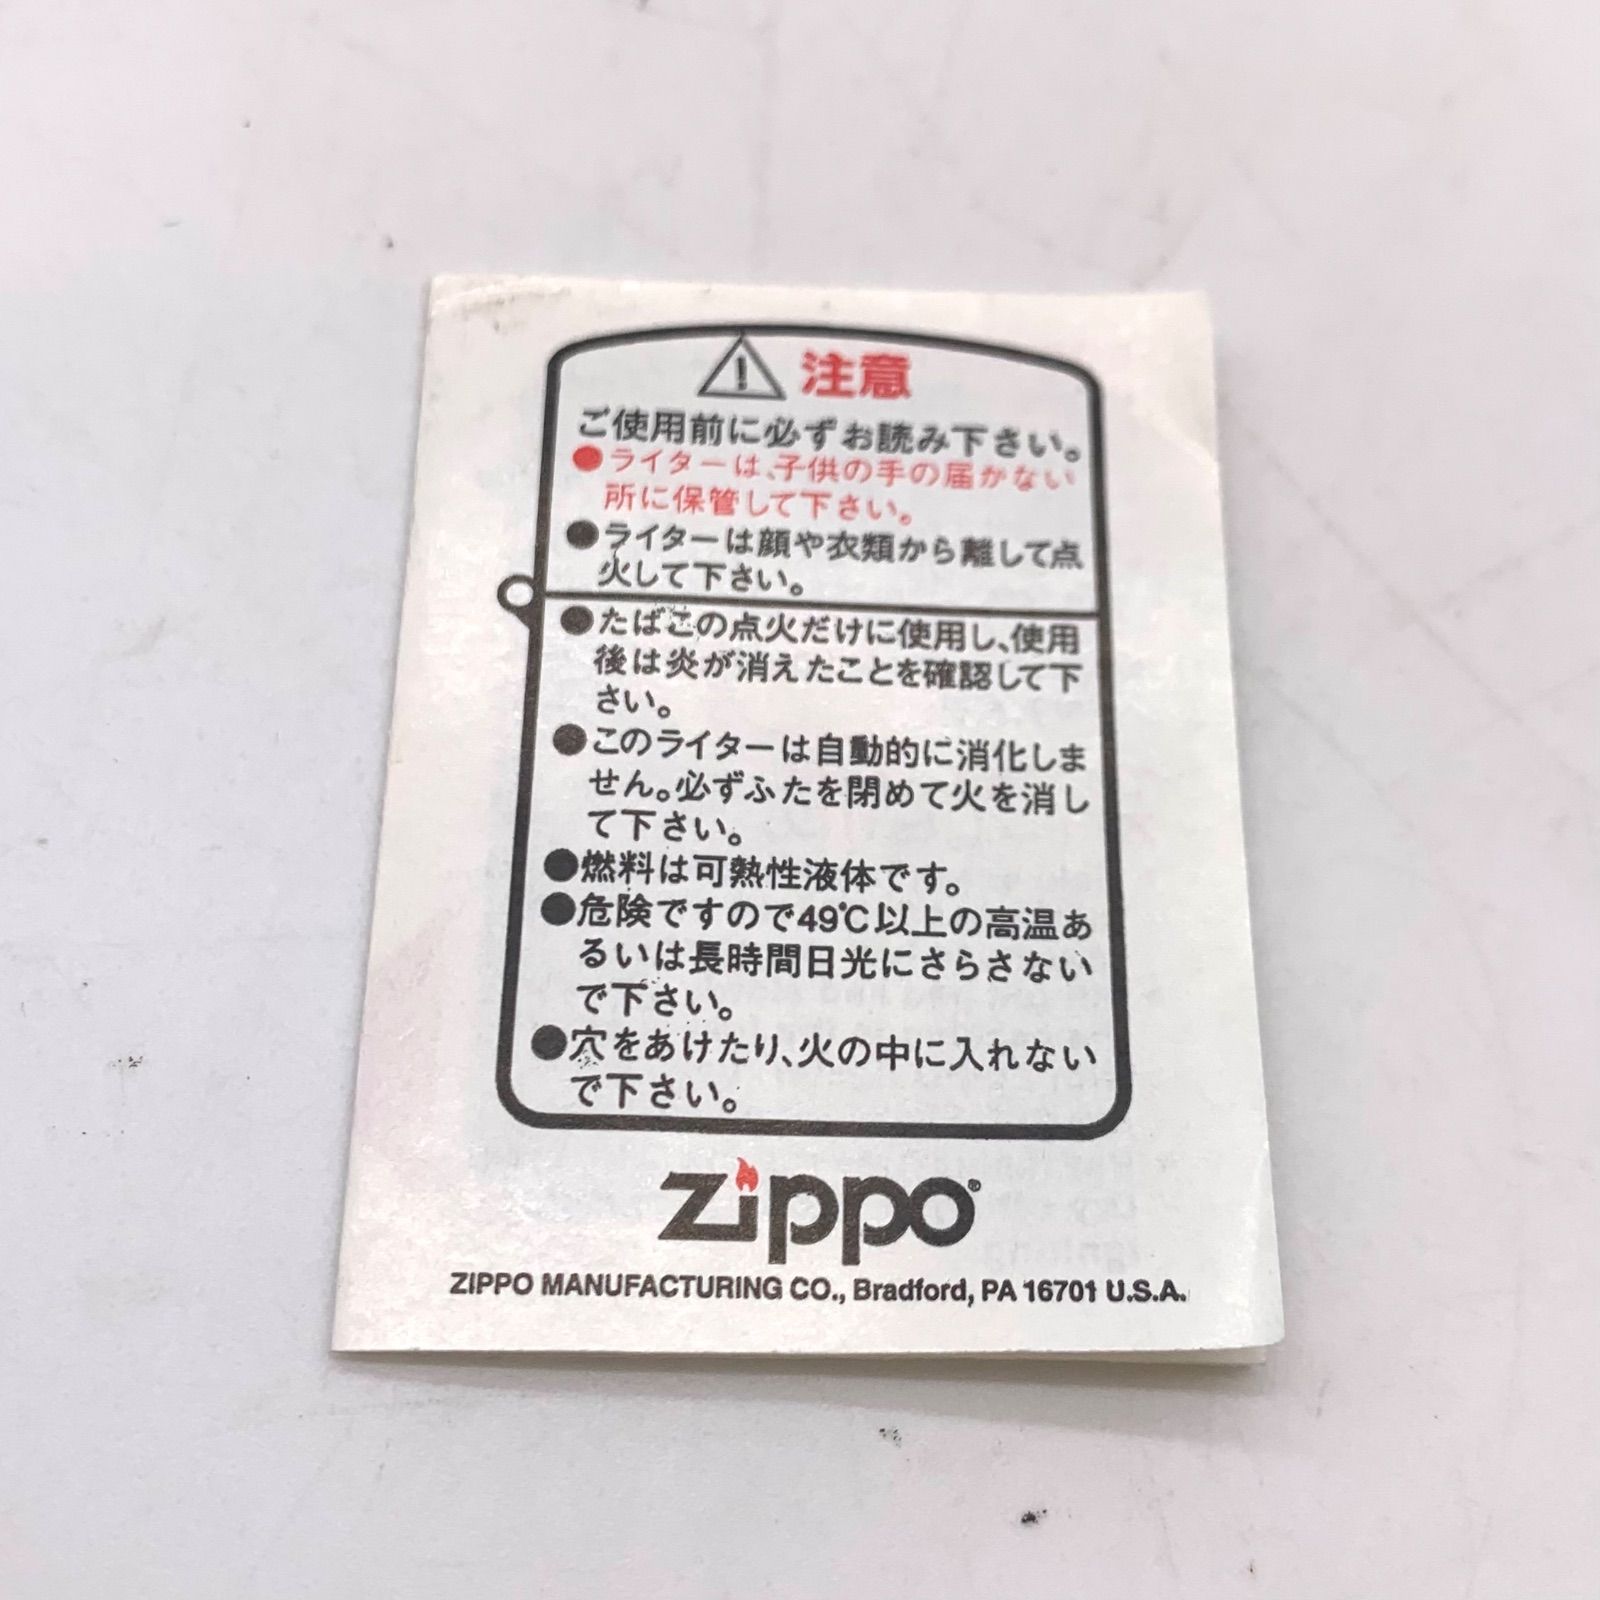 注意
ご使用前に必ずお読み下さい。
●ライターは、子供の手の届かない
所に保管して下さい。
●ライターは顔や衣類から離して点
火して下さい。
●たばこの点火だけに使用し、使用
後は炎が消えたことを確認して下
さい。
●このライターは自動的に消化しま
せん。必ずふたを閉めて火を消し
て下さい。
●燃料は可熱性液体です。
●危険ですので49℃以上の高温あ
るいは長時間日光にさらさない
で下さい。
●穴をあけたり、火の中に入れない
で下さい。
zippo®
ZIPPO MANUFACTURING CO., Bradford, PA 16701 U.S.A.